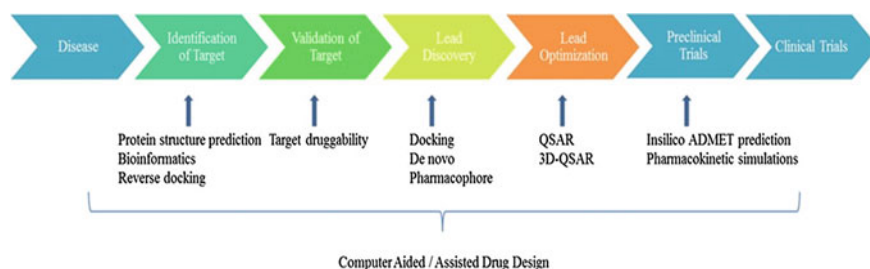 Disease
Identification
of Target
Validation of
Target
Lead Discovery
Lead
Optimization
Preclinical
Trials
Clinical Trials
Protein structure prediction
Bioinformatics
Reverse docking
Target druggability
Docking
De novo
Pharmacophore
QSAR
3D-QSAR
Insilico ADMET prediction
Pharmacokinetic simulations
Computer Aided / Assisted Drug Design